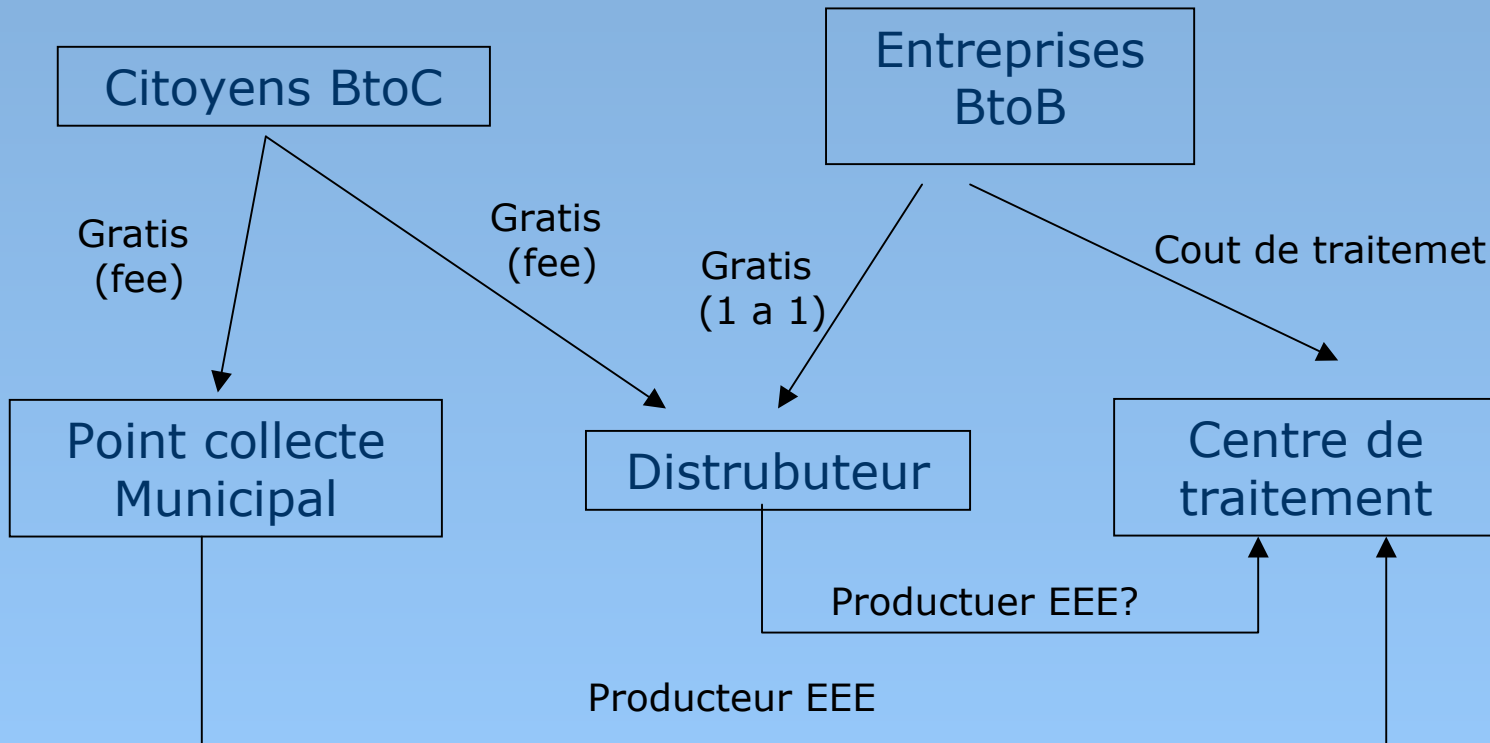 Citoyens BtoC
Entreprises
BtoB
Gratis
(fee)
Gratis
(fee)
Gratis
(1 a 1)
Cout de traitemet
Point collecte
Municipal
Distrubuteur
Centre de
traitement
Productuer EEE?
Producteur EEE